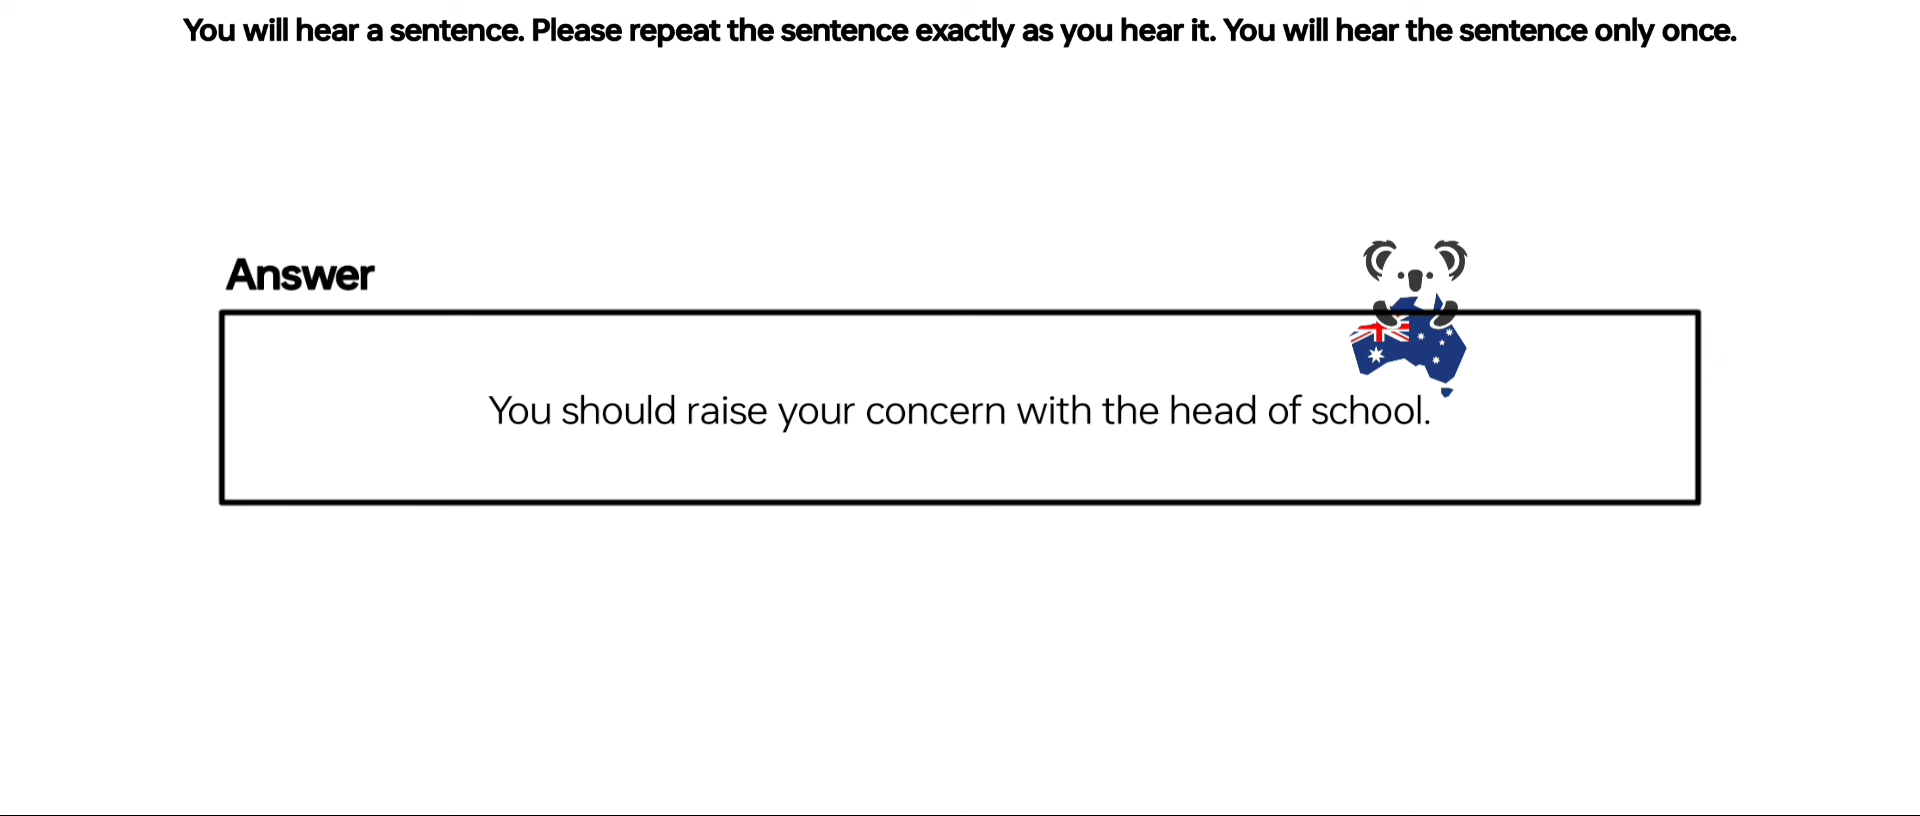 You will hear a sentence. Please repeat the sentence exactly as you hear it. You will hear the sentence only once.
Answer
You should raise your concern with the head of school.